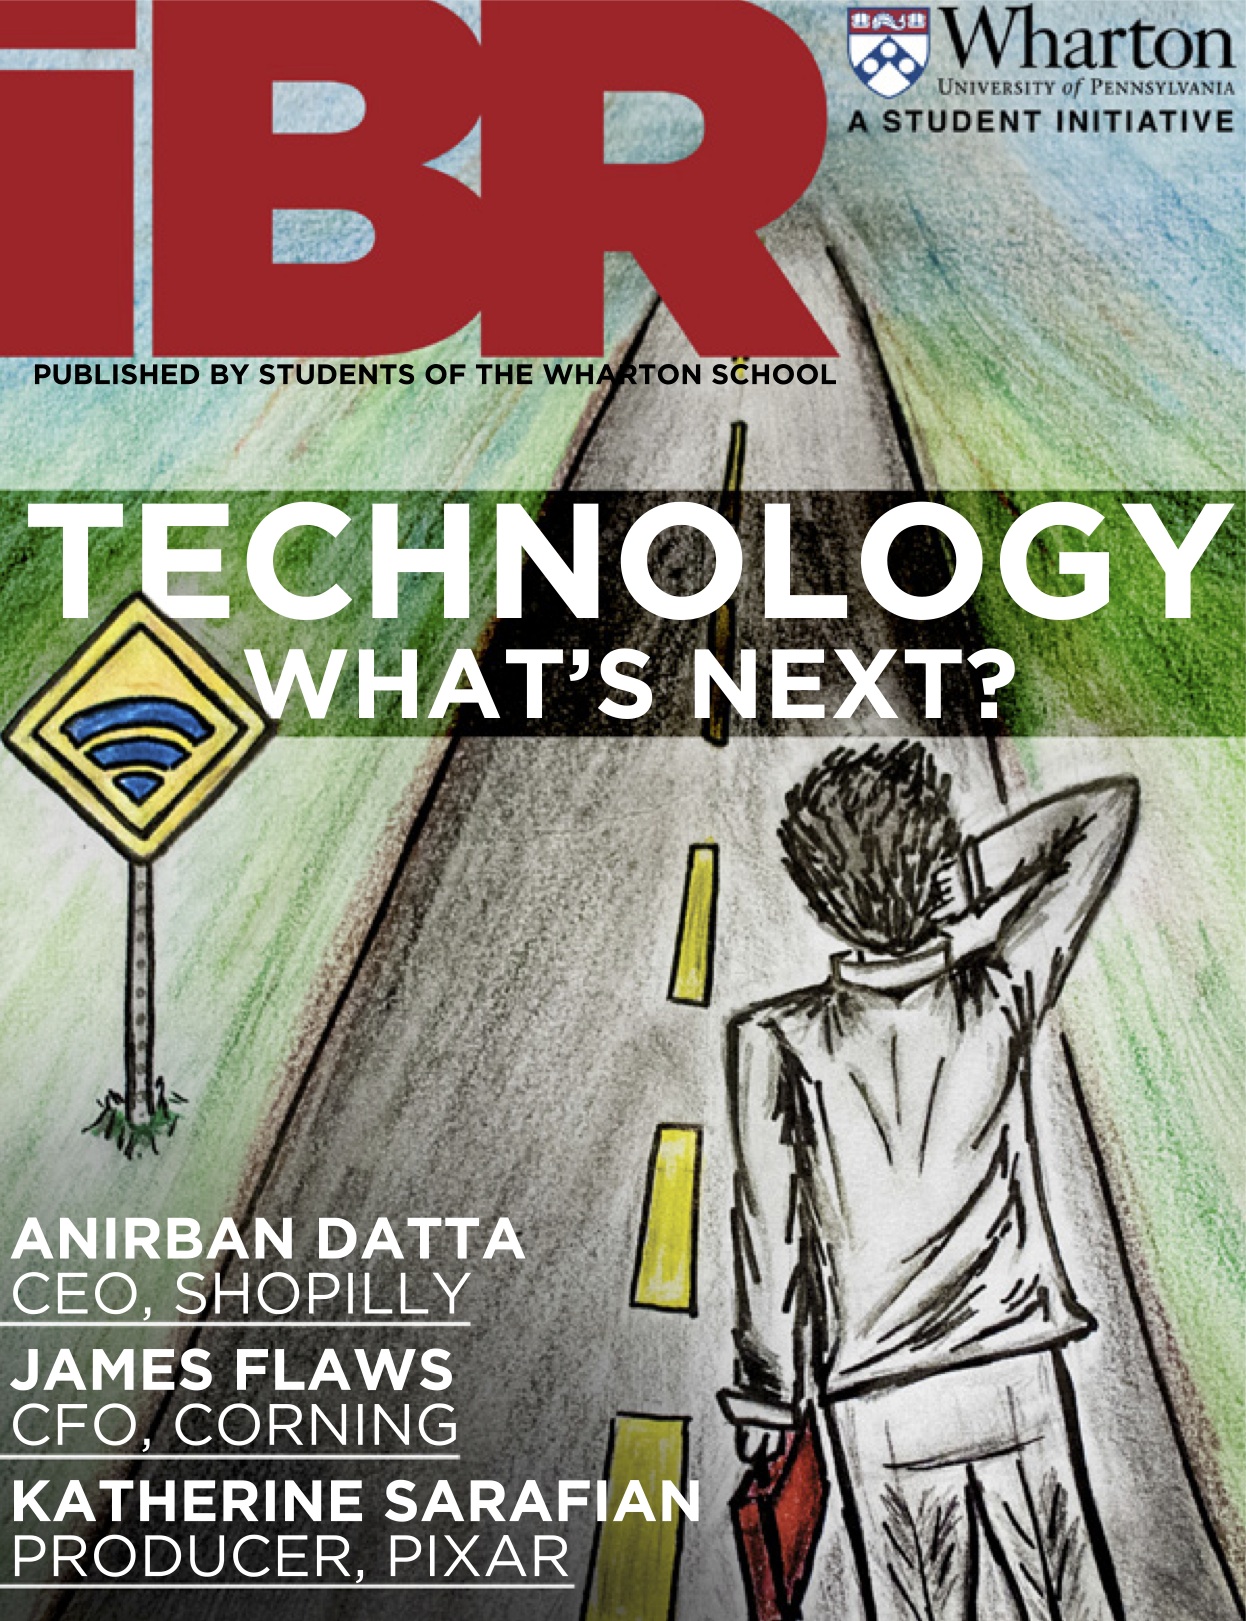 iBR
Wharton
UNIVERSITY of PENNSYLVANIA
A STUDENT INITIATIVE
PUBLISHED BY STUDENTS OF THE WHARTON SCHOOL
TECHNOLOGY
WHAT'S NEXT?
ANIRBAN DATTA
CEO, SHOPILLY
JAMES FLAWS
CFO, CORNING
KATHERINE SARAFIAN
PRODUCER, PIXAR